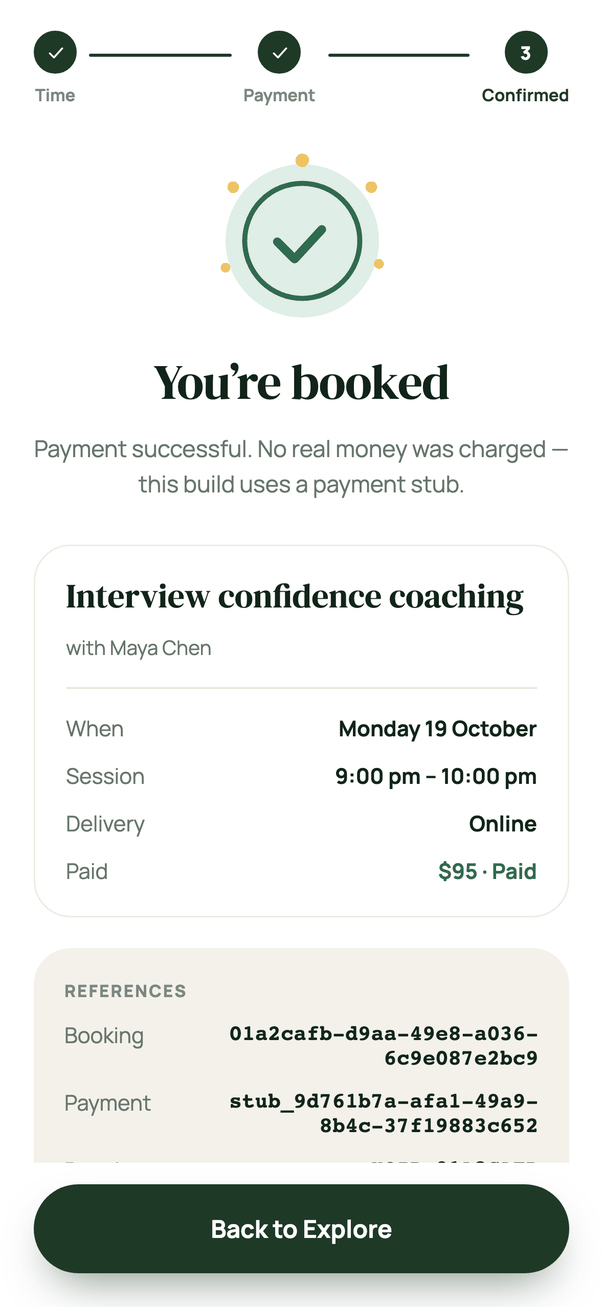 3
Time
Payment
Confirmed
You're booked
Payment successful. No real money was charged —
this build uses a payment stub.
Interview confidence coaching
with Maya Chen
When Monday 19 October
Session 9:00 pm – 10:00 pm
Delivery Online
Paid $95 · Paid
REFERENCES
Booking 01a2cafb-d9aa-49e8-a036-
6c9e087e2bc9
Payment stub_9d761b7a-afa1-49a9-
8b4c-37f19883c652
Back to Explore